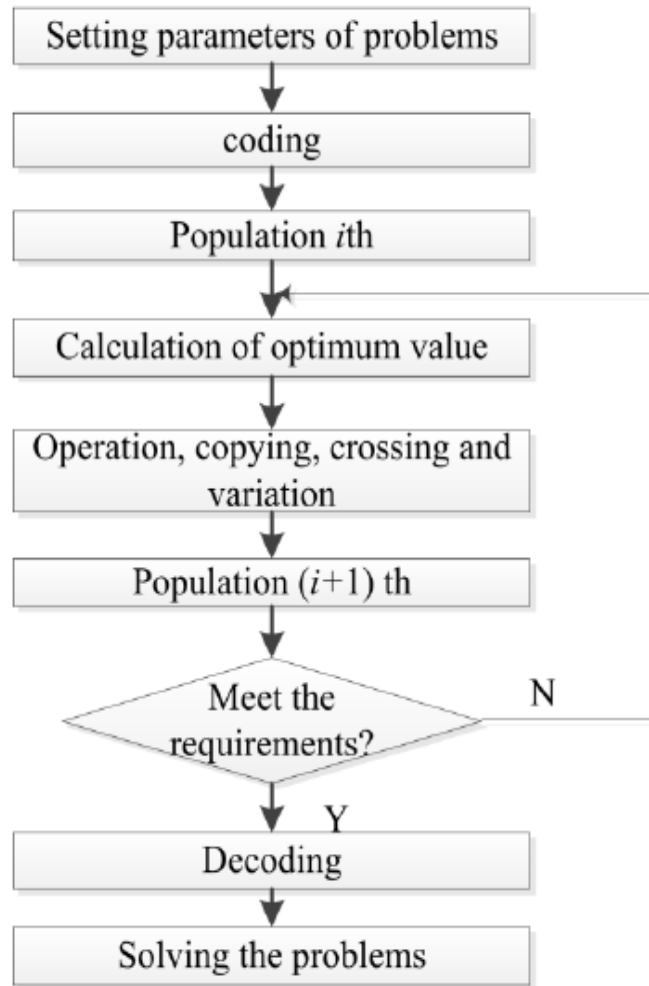 Setting parameters of problems
coding
Population ith
Calculation of optimum value
Operation, copying, crossing and
variation
Population (i+1) th
Meet the
requirements?
N
Y
Decoding
Solving the problems